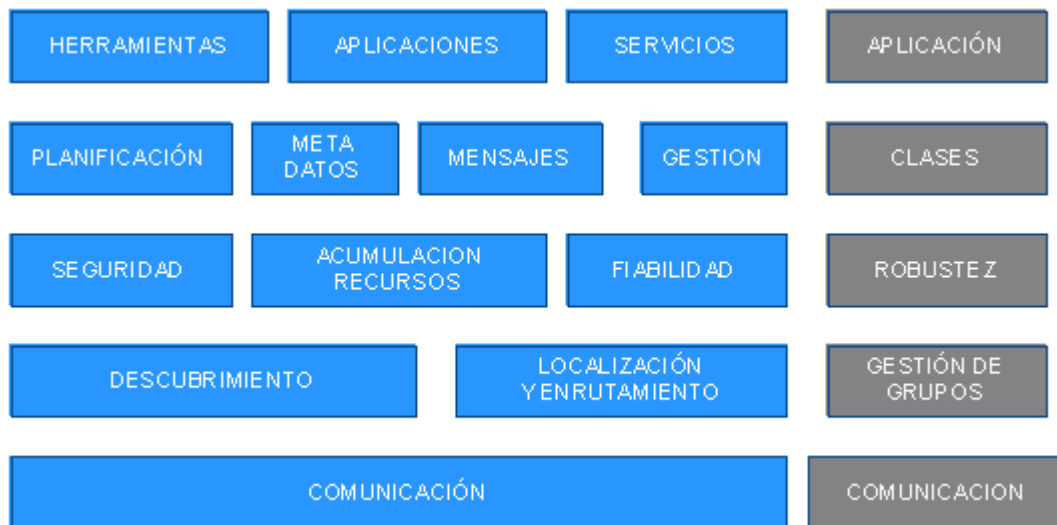 HERRAMIENTAS APLICACIONES SERVICIOS APLICACIÓN
PLANIFICACIÓN META DATOS MENSAJES GESTION CLASES
SEGURIDAD ACUMULACION RECURSOS FIABILIDAD ROBUSTEZ
DESCUBRIMIENTO LOCALIZACIÓN Y ENRUTAMIENTO GESTIÓN DE GRUPOS
COMUNICACIÓN COMUNICACION